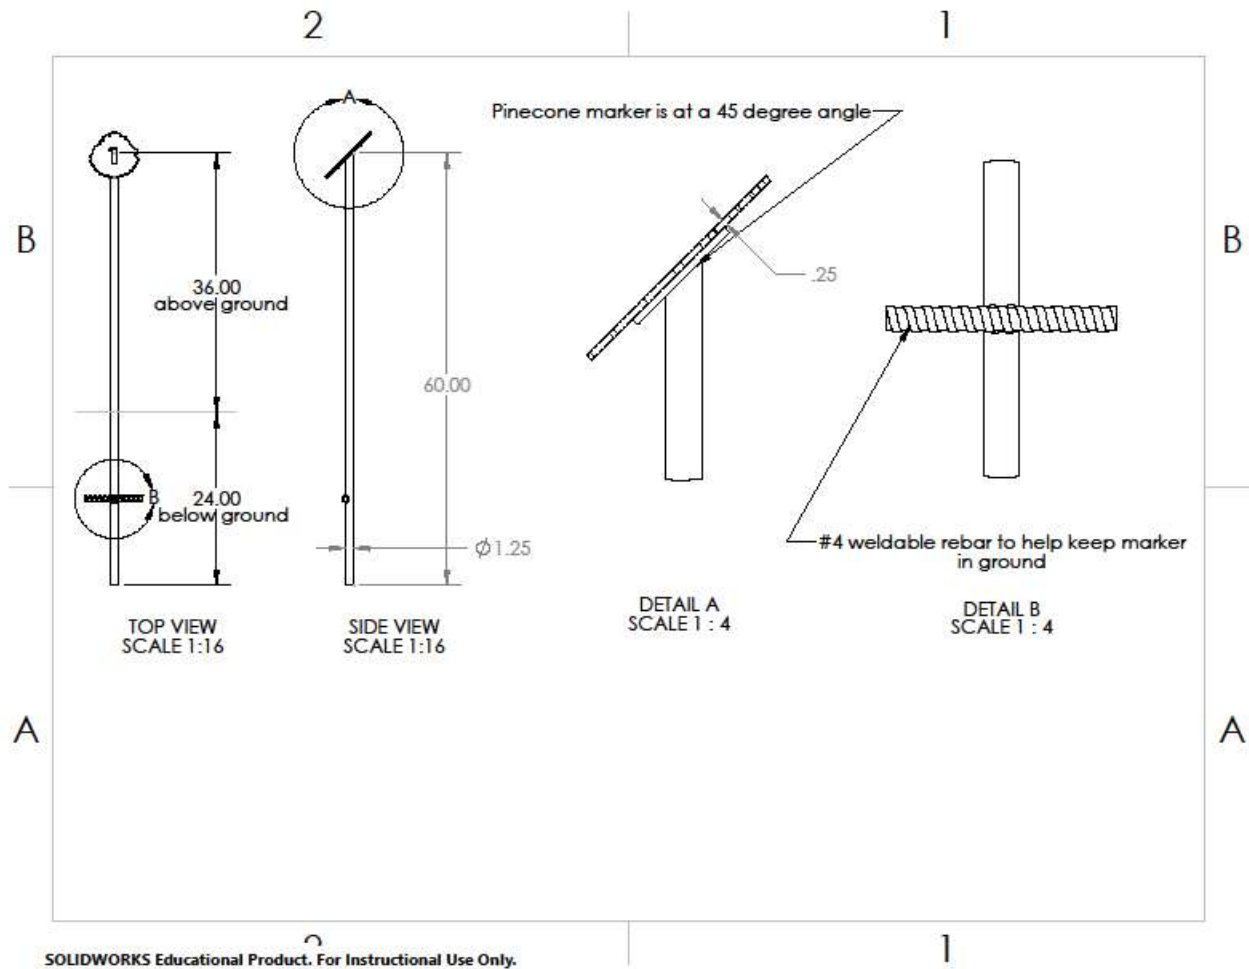 2
1
A
Pinecone marker is at a 45 degree angle
1
B
B
.25
36.00
above ground
60.00
B
24.00
below ground
Ø1.25
#4 weldable rebar to help keep marker
in ground
DETAIL A
SCALE 1 : 4
DETAIL B
SCALE 1 : 4
TOP VIEW
SCALE 1:16
SIDE VIEW
SCALE 1:16
A
A
2
1
SOLIDWORKS Educational Product. For Instructional Use Only.